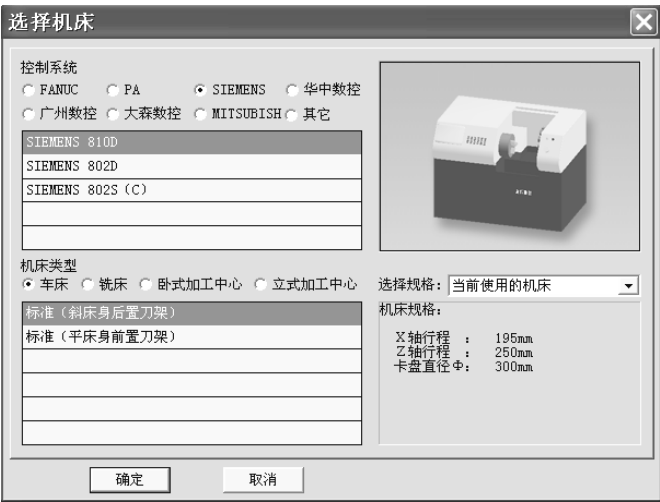 选择机床
控制系统
FANUC PA SIEMENS 华中数控
广州数控 大森数控 MITSUBISH 其它
SIEMENS 810D
SIEMENS 802D
SIEMENS 802S (C)
机床类型
车床 铣床 卧式加工中心 立式加工中心
标准（斜床身后置刀架）
标准（平床身前置刀架）
选择规格: 当前使用的机床
机床规格:
X轴行程 : 195mm
Z轴行程 : 250mm
卡盘直径Φ: 300mm
确定 取消